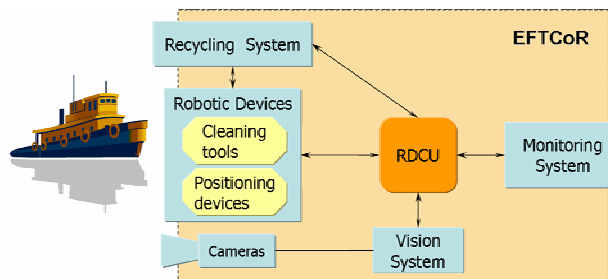 Recycling System
EFTCoR
Robotic Devices
Cleaning
tools
Positioning
devices
RDCU
Monitoring
System
Cameras
Vision
System